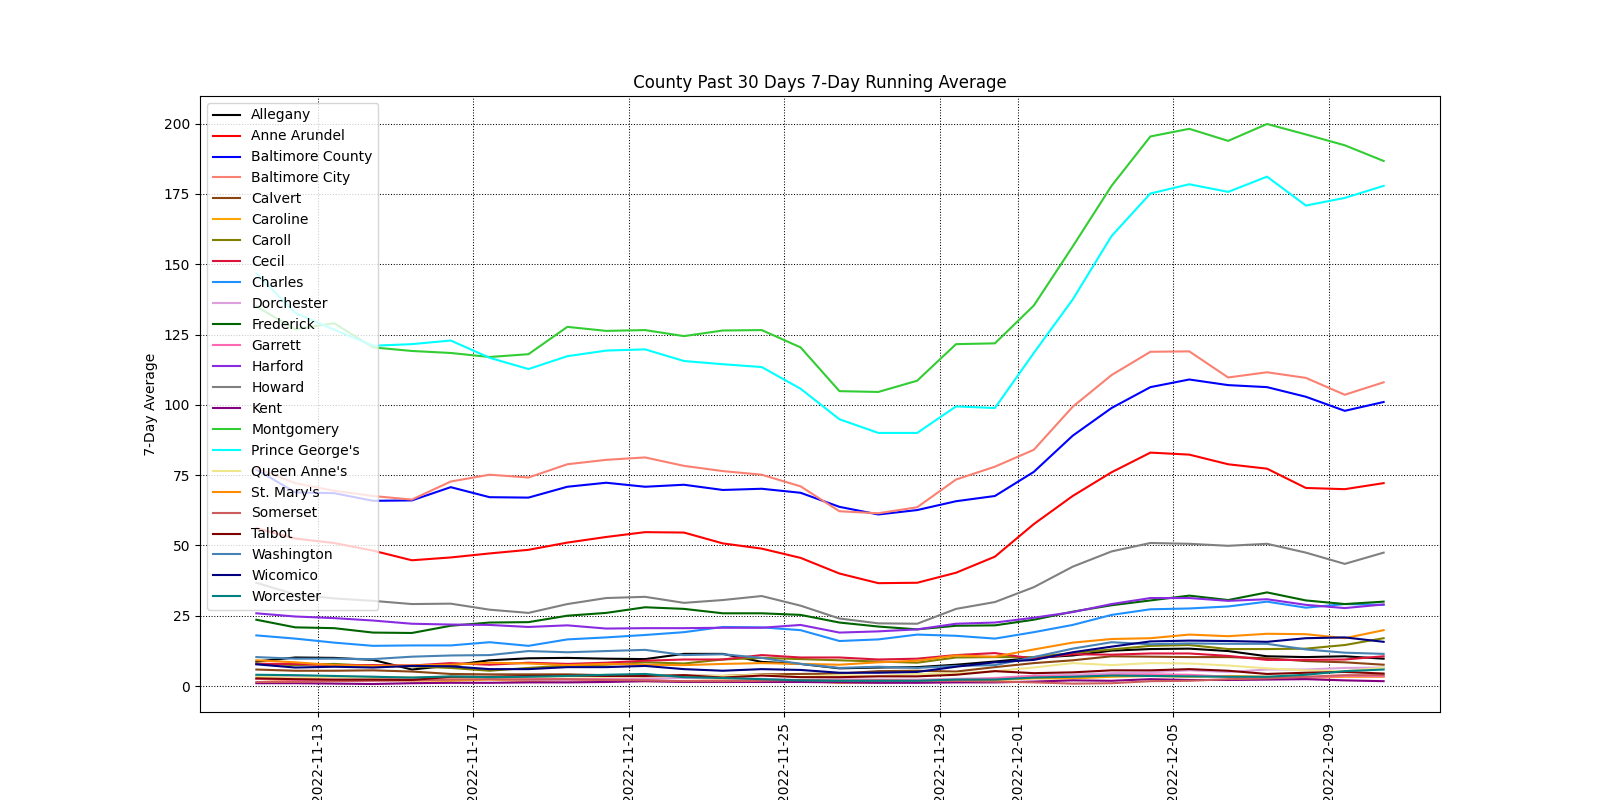 County Past 30 Days 7-Day Running Average
7-Day Average
200
175
150
125
100
75
50
25
0
Allegany
Anne Arundel
Baltimore County
Baltimore City
Calvert
Caroline
Caroll
Cecil
Charles
Dorchester
Frederick
Garrett
Harford
Howard
Kent
Montgomery
Prince George's
Queen Anne's
St. Mary's
Somerset
Talbot
Washington
Wicomico
Worcester
2022-11-13
2022-11-17
2022-11-21
2022-11-25
2022-11-29
2022-12-01
2022-12-05
2022-12-09